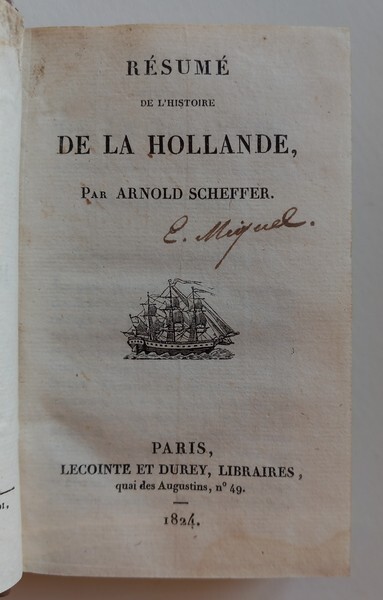 RÉSUMÉ
DE L'HISTOIRE
DE LA HOLLANDE,
PAR ARNOLD SCHEFFER.
E. Miquel.
PARIS,
LECOINTE ET DUREY, LIBRAIRES,
quai des Augustins, nº 49.
1824.